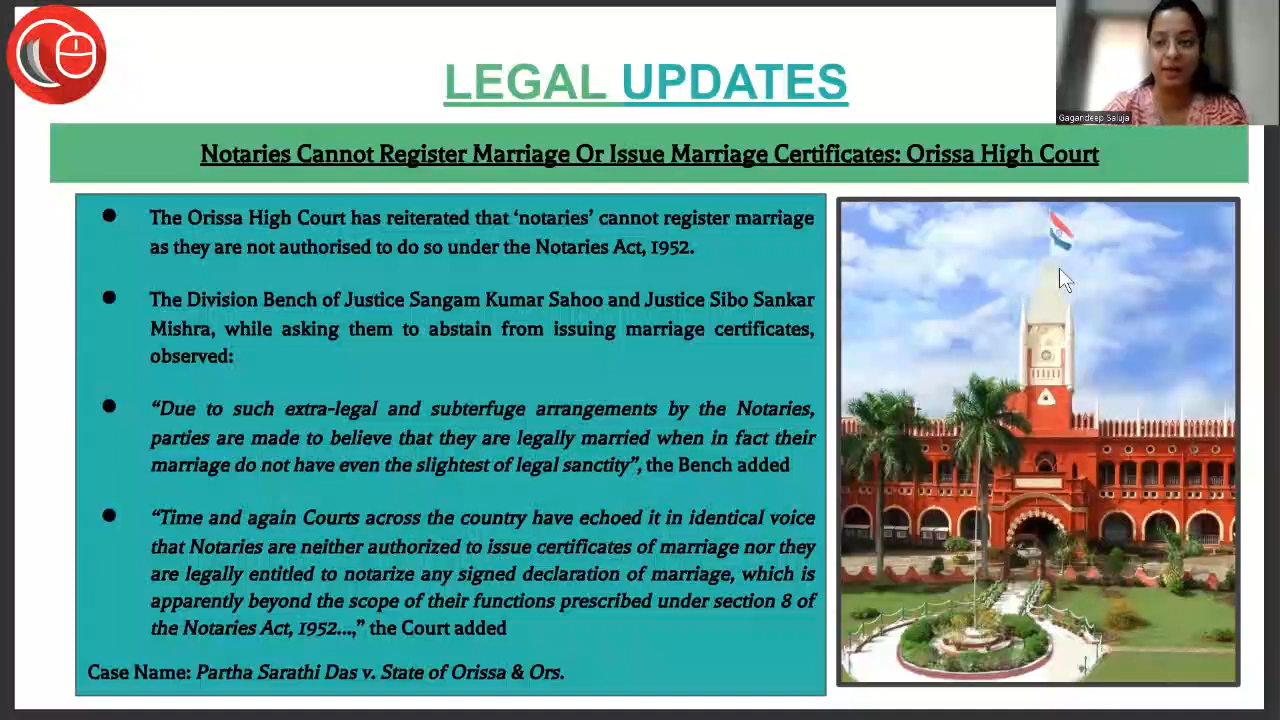 LEGAL UPDATES
Gagandeep Saluja
Notaries Cannot Register Marriage Or Issue Marriage Certificates: Orissa High Court
● The Orissa High Court has reiterated that ‘notaries’ cannot register marriage
as they are not authorised to do so under the Notaries Act, 1952.
● The Division Bench of Justice Sangam Kumar Sahoo and Justice Sibo Sankar
Mishra, while asking them to abstain from issuing marriage certificates,
observed:
● “Due to such extra-legal and subterfuge arrangements by the Notaries,
parties are made to believe that they are legally married when in fact their
marriage do not have even the slightest of legal sanctity”, the Bench added
● “Time and again Courts across the country have echoed it in identical voice
that Notaries are neither authorized to issue certificates of marriage nor they
are legally entitled to notarize any signed declaration of marriage, which is
apparently beyond the scope of their functions prescribed under section 8 of
the Notaries Act, 1952...,” the Court added
Case Name: Partha Sarathi Das v. State of Orissa & Ors.